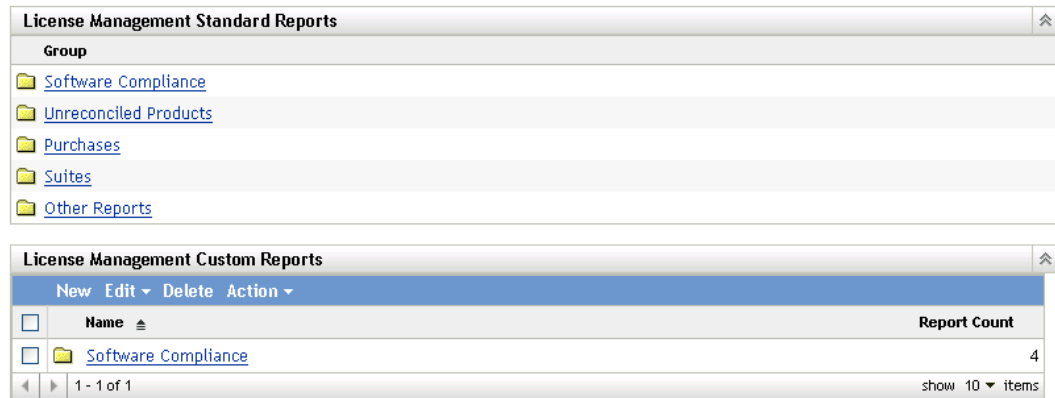 License Management Standard Reports
Group
Software Compliance
Unreconciled Products
Purchases
Suites
Other Reports
License Management Custom Reports
New Edit Delete Action
Name Report Count
Software Compliance 4
1 - 1 of 1 show 10 items